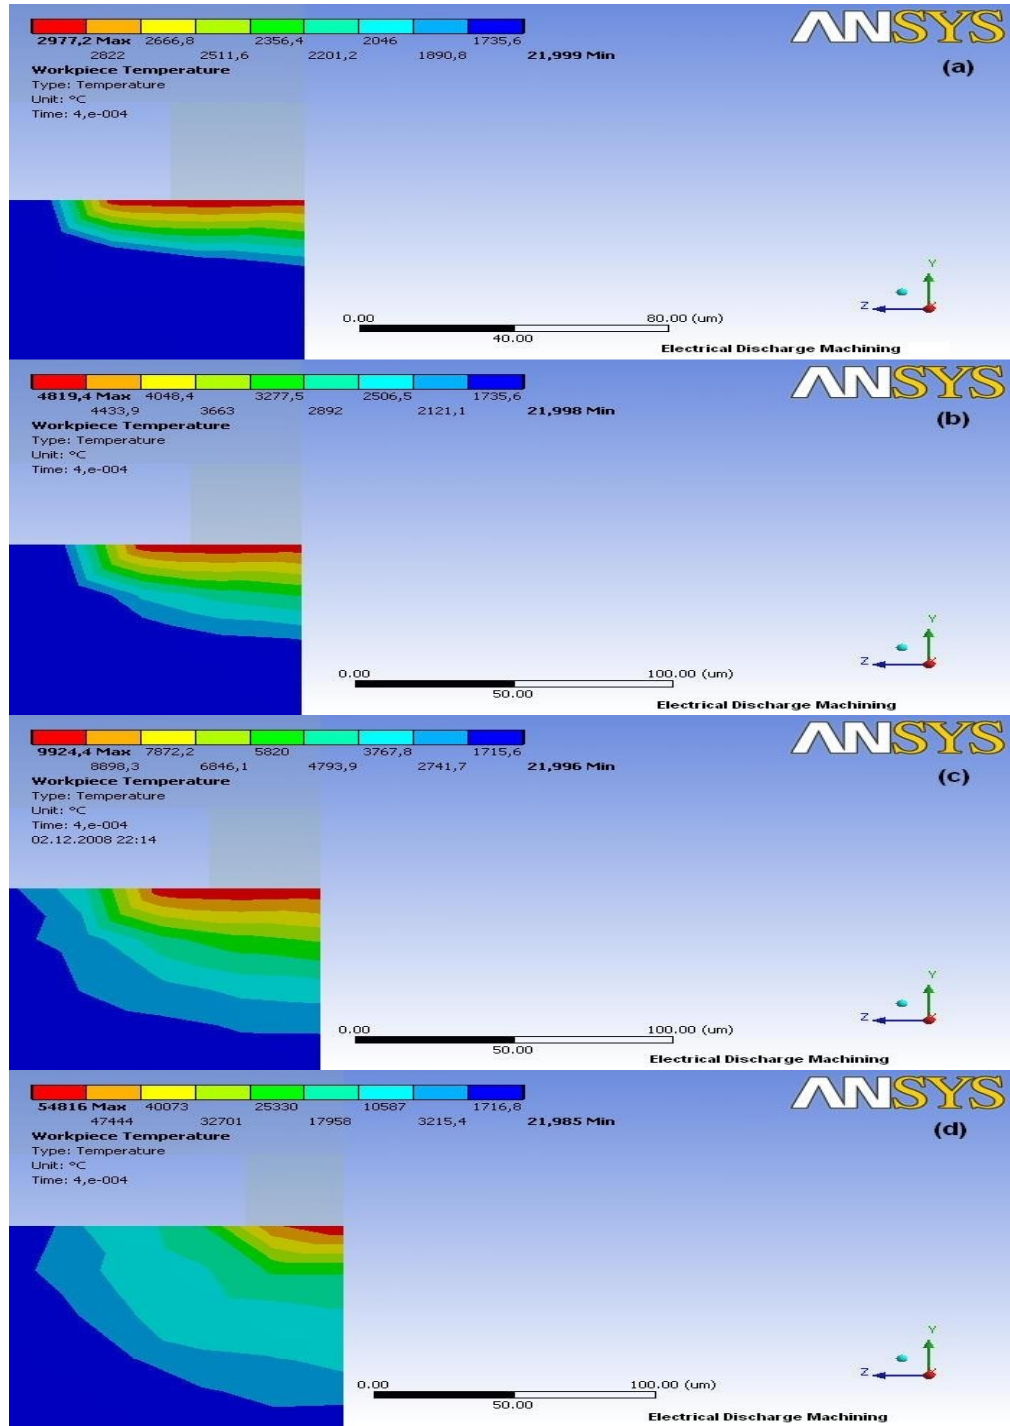 2977,2 Max 2666,8 2356,4 2046 1735,6
2822 2511,6 2201,2 1890,8 21,999 Min
Workpiece Temperature
Type: Temperature
Unit: °C
Time: 4,e-004
ANSYS
(a)
Y
Z
0.00 80.00 (um)
40.00
Electrical Discharge Machining
4819,4 Max 4048,4 3277,5 2506,5 1735,6
4433,9 3663 2892 2121,1 21,998 Min
Workpiece Temperature
Type: Temperature
Unit: °C
Time: 4,e-004
ANSYS
(b)
Y
Z
0.00 100.00 (um)
50.00
Electrical Discharge Machining
9924,4 Max 7872,2 5820 3767,8 1715,6
8898,3 6846,1 4793,9 2741,7 21,996 Min
Workpiece Temperature
Type: Temperature
Unit: °C
Time: 4,e-004
02.12.2008 22:14
ANSYS
(c)
Y
Z
0.00 100.00 (um)
50.00
Electrical Discharge Machining
54816 Max 40073 25330 10587 1716,8
47444 32701 17958 3215,4 21,985 Min
Workpiece Temperature
Type: Temperature
Unit: °C
Time: 4,e-004
ANSYS
(d)
Y
Z
0.00 100.00 (um)
50.00
Electrical Discharge Machining